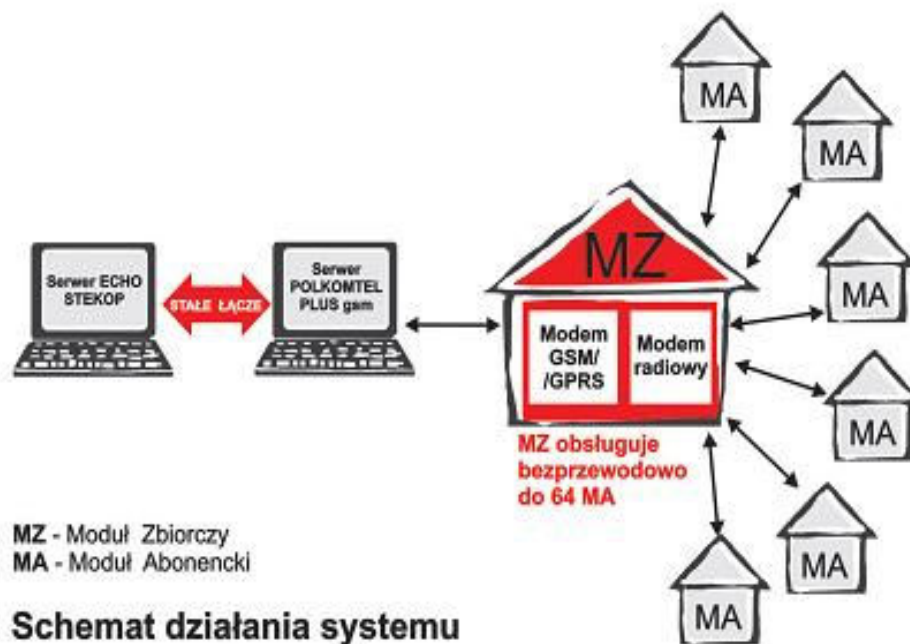 MA
MA
MA
MA
MA
MA
MZ
Serwer ECHO
STEKOP
STAŁE ŁĄCZE
Serwer
POLKOMTEL
PLUS gsm
Modem
GSM/
/GPRS
Modem
radiowy
MZ obsługuje
bezprzewodowo
do 64 MA
MZ - Moduł Zbiorczy
MA - Moduł Abonencki
Schemat działania systemu